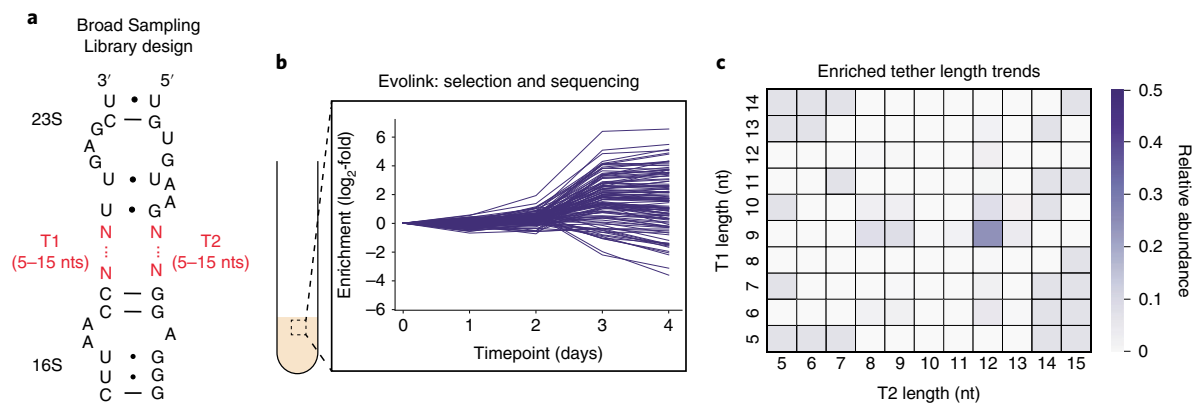 a
Broad Sampling
Library design
3′ 5′
U • U
23S
C — G
G U
A G
G U
A A
U • U A
U • G
N N
T1 T2
(5–15 nts) (5–15 nts)
N N
C — G
C — G
A
A A
U • G
16S
U • G
C — G
b
Evolink: selection and sequencing
Enrichment (log2-fold)
6
4
2
0
–2
–4
–6
0 1 2 3 4
Timepoint (days)
c
Enriched tether length trends
T1 length (nt)
14
13
12
11
10
9
8
7
6
5
5 6 7 8 9 10 11 12 13 14 15
T2 length (nt)
0.5
0.4
0.3
0.2
0.1
0
Relative abundance